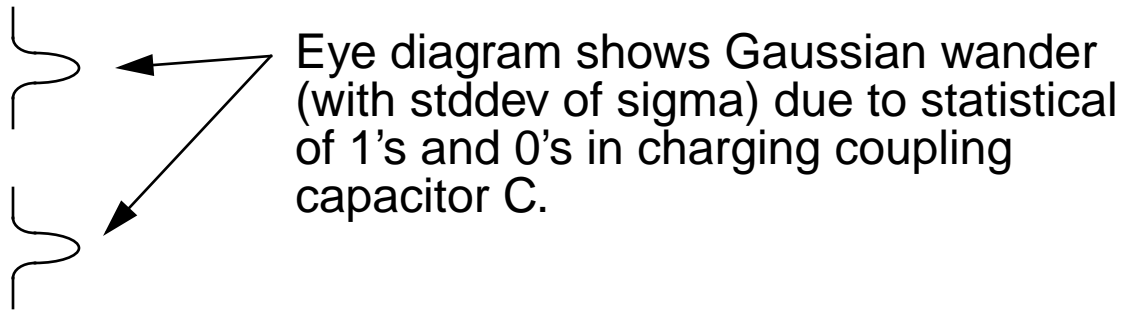 Eye diagram shows Gaussian wander
(with stddev of sigma) due to statistical
of 1’s and 0’s in charging coupling
capacitor C.